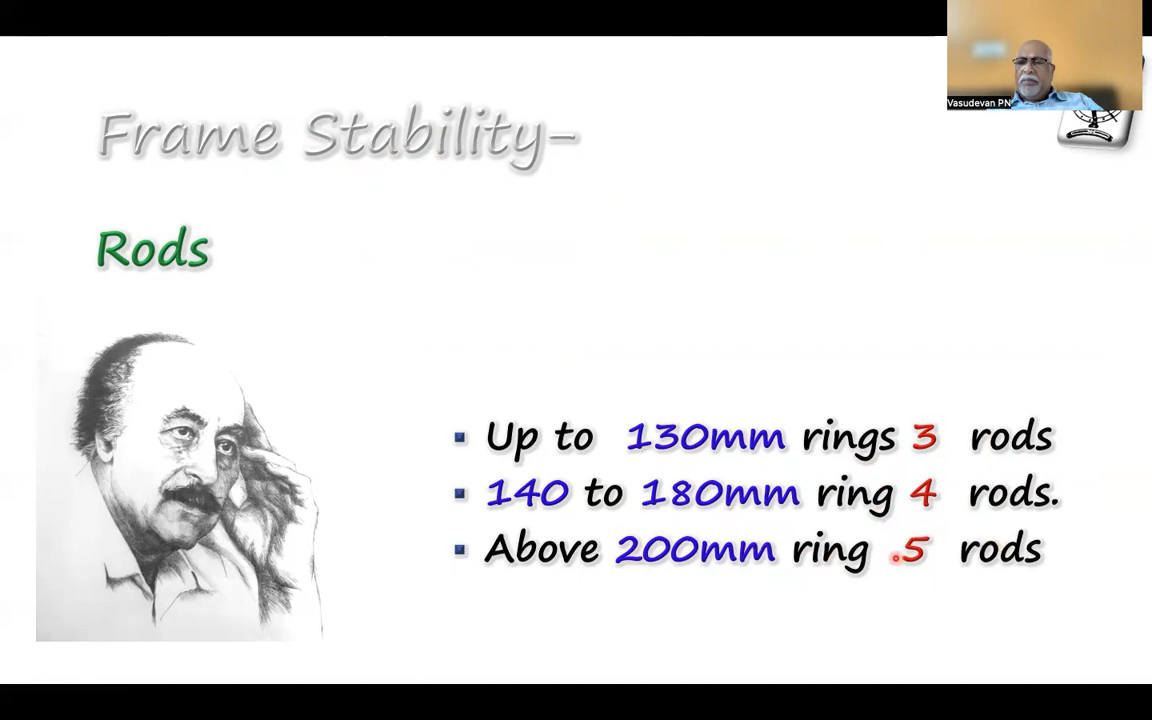 Vasudevan PN
Frame Stability-
Rods
▪ Up to 130mm rings 3 rods
▪ 140 to 180mm ring 4 rods.
▪ Above 200mm ring 5 rods